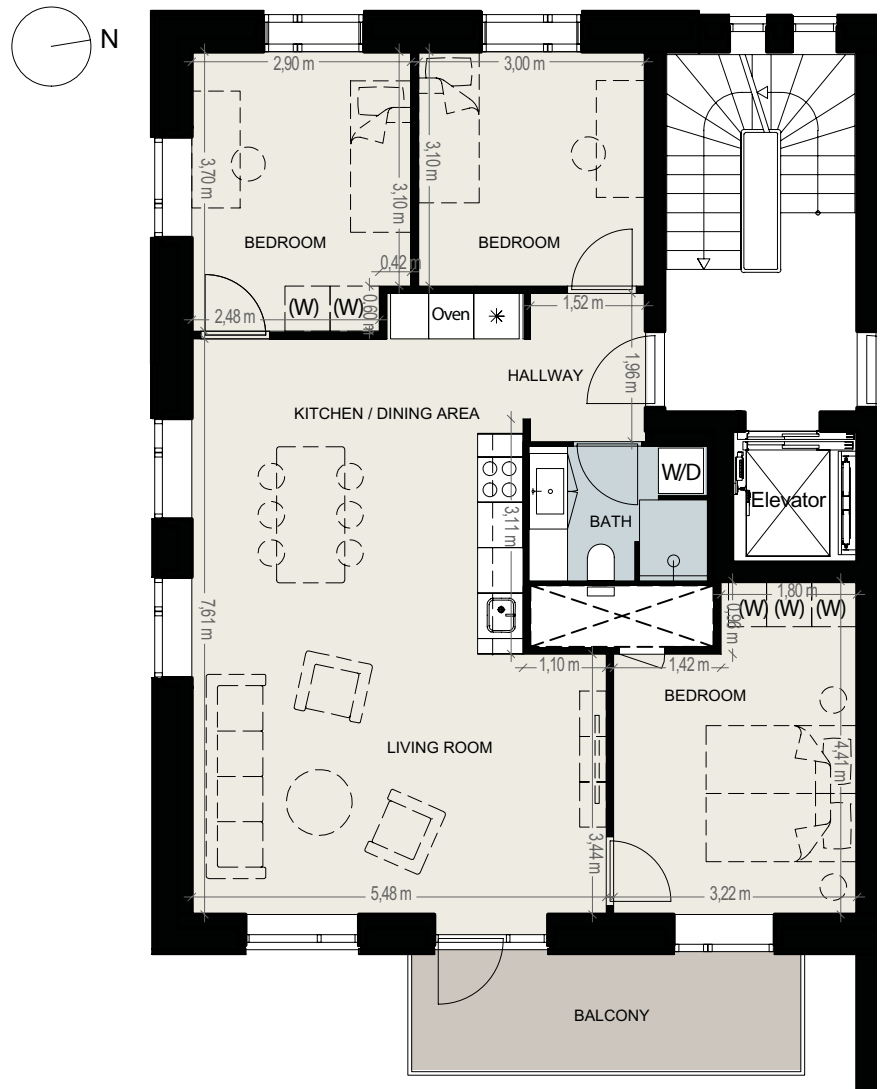 N
2,90 m
3,00 m
3,70 m
3,10 m
3,10 m
BEDROOM
BEDROOM
0,42 m
2,48 m
(W)
(W)
0,60 m
Oven
1,52 m
HALLWAY
1,96 m
KITCHEN / DINING AREA
W/D
Elevator
BATH
3,11 m
7,61 m
1,80 m
(W)
(W)
(W)
0,96 m
1,10 m
1,42 m
BEDROOM
LIVING ROOM
4,41 m
3,44 m
5,48 m
3,22 m
BALCONY